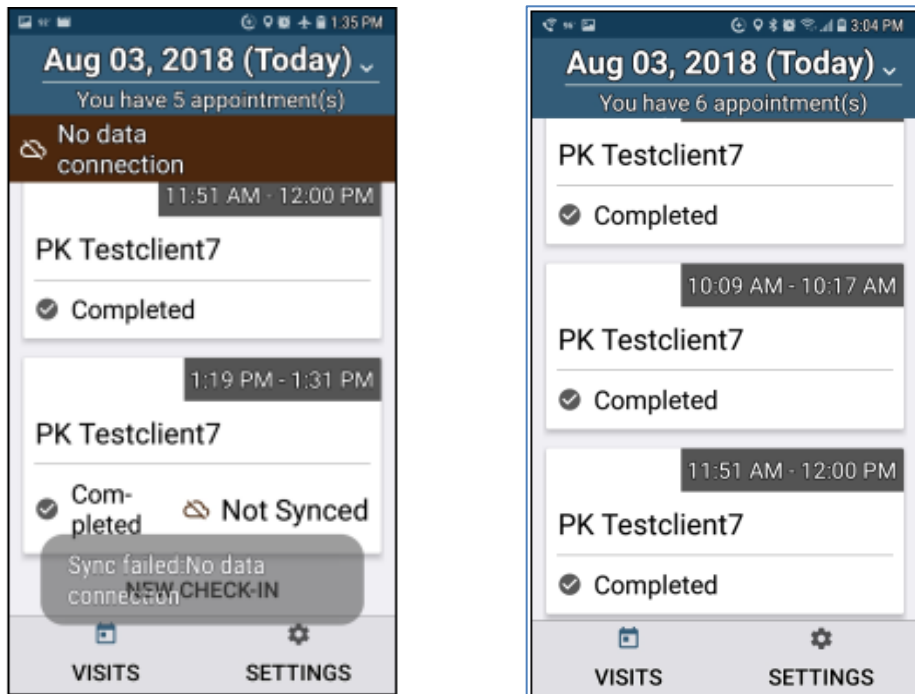 1:35 PM
Aug 03, 2018 (Today)
You have 5 appointment(s)
No data
connection
11:51 AM - 12:00 PM
PK Testclient7
Completed
1:19 PM - 1:31 PM
PK Testclient7
Com-
pleted
Not Synced
Sync failed:No data
connection
NEW CHECK-IN
VISITS
SETTINGS
3:04 PM
Aug 03, 2018 (Today)
You have 6 appointment(s)
PK Testclient7
Completed
10:09 AM - 10:17 AM
PK Testclient7
Completed
11:51 AM - 12:00 PM
PK Testclient7
Completed
VISITS
SETTINGS